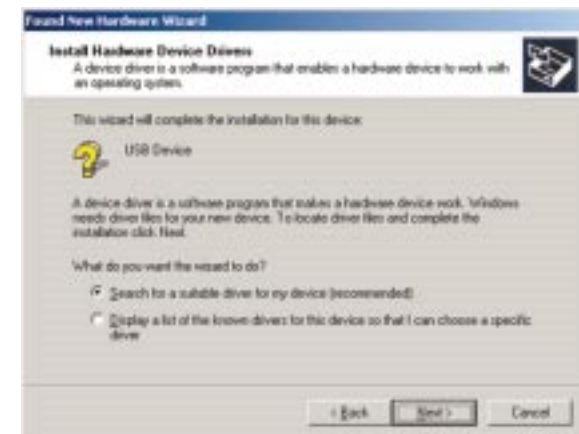 Found New Hardware Wizard
Install Hardware Device Drivers
A device driver is a software program that enables a hardware device to work with
an operating system.
This wizard will complete the installation for this device:
USB Device
A device driver is a software program that makes a hardware device work. Windows
needs driver files for your new device. To locate driver files and complete the
installation click Next.
What do you want the wizard to do?
Search for a suitable driver for my device (recommended)
Display a list of the known drivers for this device so that I can choose a specific
driver
< Back Next > Cancel